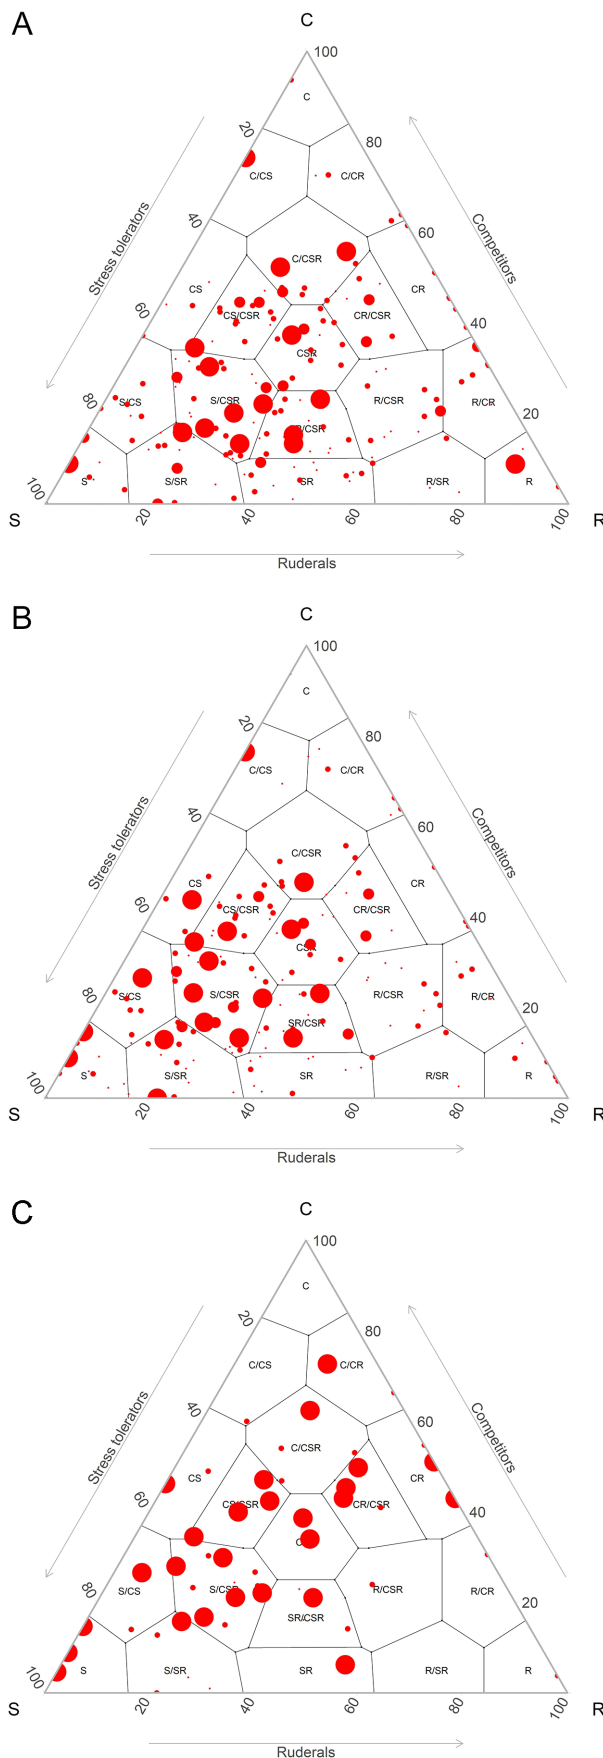 A
C
100
C
20
80
C/CS
C/CR
40
60
Stress tolerators
Competitors
C/CSR
CS
CR
60
40
CS/CSR
CR/CSR
CSR
80
20
S/CS
S/CSR
R/CSR
R/CR
SR/CSR
100
S
S/SR
SR
R/SR
R
S
20
40
60
80
100
R
Ruderals
B
C
100
C
20
80
C/CS
C/CR
40
60
Stress tolerators
Competitors
C/CSR
CS
CR
60
40
CS/CSR
CR/CSR
CSR
80
20
S/CS
S/CSR
R/CSR
R/CR
SR/CSR
100
S
S/SR
SR
R/SR
R
S
20
40
60
80
100
R
Ruderals
C
C
100
C
20
80
C/CS
C/CR
40
60
Stress tolerators
Competitors
C/CSR
CS
CR
60
40
CS/CSR
CR/CSR
80
20
S/CS
S/CSR
R/CSR
R/CR
SR/CSR
100
S
S/SR
SR
R/SR
R
S
20
40
60
80
100
R
Ruderals